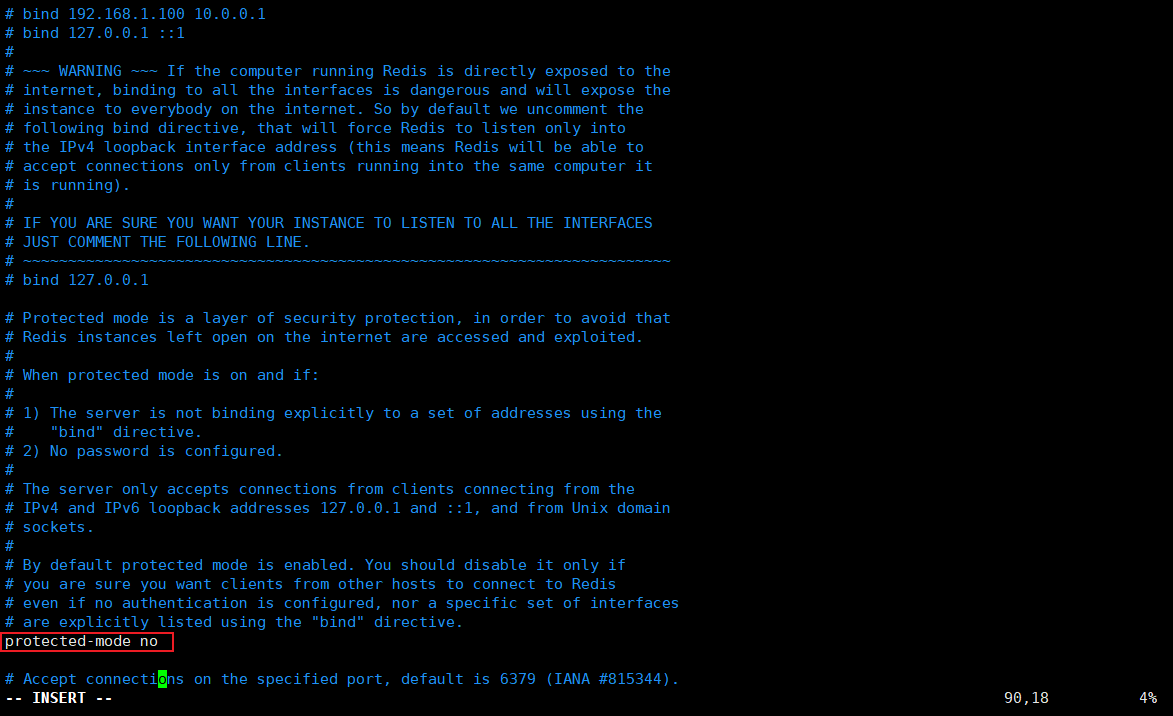 # bind 192.168.1.100 10.0.0.1
# bind 127.0.0.1 ::1
#
# ~~~ WARNING ~~~ If the computer running Redis is directly exposed to the
# internet, binding to all the interfaces is dangerous and will expose the
# instance to everybody on the internet. So by default we uncomment the
# following bind directive, that will force Redis to listen only into
# the IPv4 loopback interface address (this means Redis will be able to
# accept connections only from clients running into the same computer it
# is running).
#
# IF YOU ARE SURE YOU WANT YOUR INSTANCE TO LISTEN TO ALL THE INTERFACES
# JUST COMMENT THE FOLLOWING LINE.
# ~~~~~~~~~~~~~~~~~~~~~~~~~~~~~~~~~~~~~~~~~~~~~~~~~~~~~~~~~~~~~~~~~~~~~~~~
# bind 127.0.0.1

# Protected mode is a layer of security protection, in order to avoid that
# Redis instances left open on the internet are accessed and exploited.
#
# When protected mode is on and if:
#
# 1) The server is not binding explicitly to a set of addresses using the
#    "bind" directive.
# 2) No password is configured.
#
# The server only accepts connections from clients connecting from the
# IPv4 and IPv6 loopback addresses 127.0.0.1 and ::1, and from Unix domain
# sockets.
#
# By default protected mode is enabled. You should disable it only if
# you are sure you want clients from other hosts to connect to Redis
# even if no authentication is configured, nor a specific set of interfaces
# are explicitly listed using the "bind" directive.
protected-mode no

# Accept connections on the specified port, default is 6379 (IANA #815344).
-- INSERT -- 90,18 4%